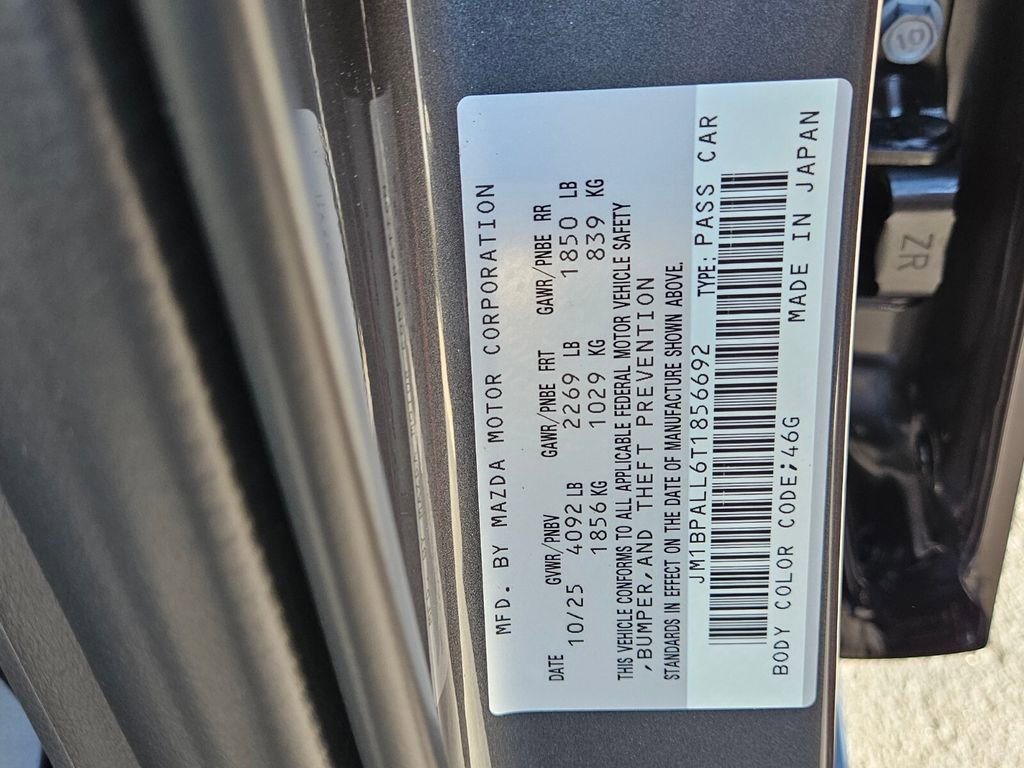 MFD. BY MAZDA MOTOR CORPORATION
DATE GVWR/PNBV GAWR/PNBE FRT GAWR/PNBE RR
10/25 4092 LB 2269 LB 1850 LB
1856 KG 1029 KG 839 KG
THIS VEHICLE CONFORMS TO ALL APPLICABLE FEDERAL MOTOR VEHICLE SAFETY
,BUMPER,AND THEFT PREVENTION
STANDARDS IN EFFECT ON THE DATE OF MANUFACTURE SHOWN ABOVE.
JM1BPALL6T1856692 TYPE: PASS CAR
BODY COLOR CODE;46G MADE IN JAPAN
10
ZR